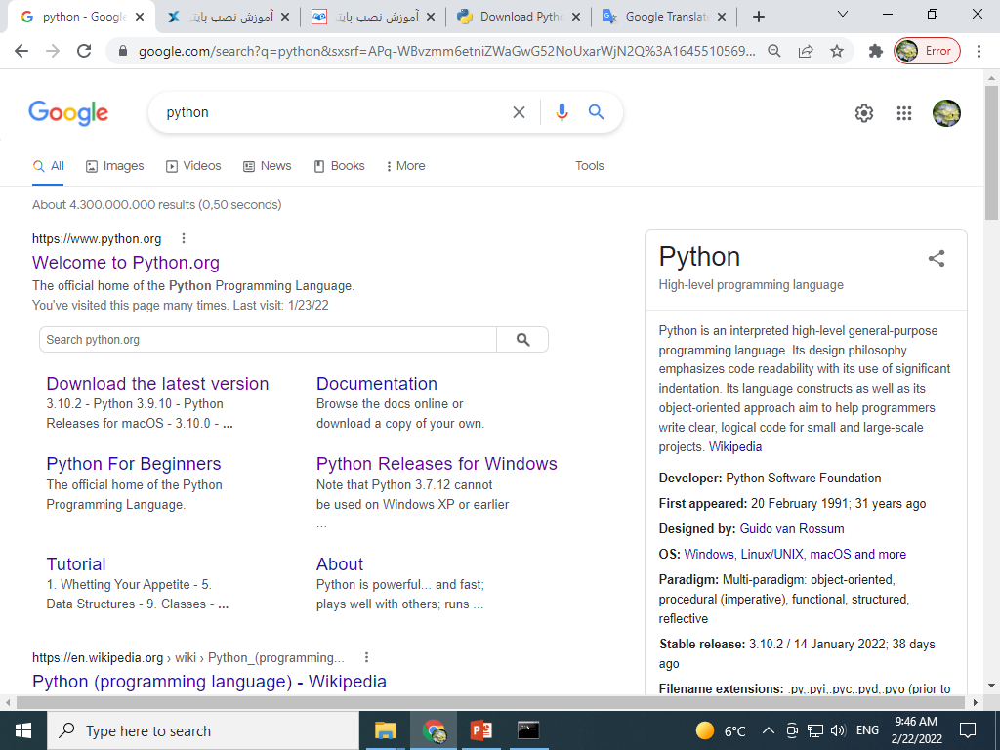 python - Google
آموزش نصب پایتـ
آموزش نصب پایتـ
Download Pytho
Google Translat
google.com/search?q=python&sxsrf=APq-WBvzmm6etniZWaGwG52NoUxarWjN2Q%3A1645510569...
Error
Google
python
All
Images
Videos
News
Books
More
Tools
About 4.300.000.000 results (0,50 seconds)
https://www.python.org
Welcome to Python.org
The official home of the Python Programming Language.
You've visited this page many times. Last visit: 1/23/22
Search python.org
Download the latest version
3.10.2 - Python 3.9.10 - Python
Releases for macOS - 3.10.0 - ...
Documentation
Browse the docs online or
download a copy of your own.
Python For Beginners
The official home of the Python
Programming Language.
Python Releases for Windows
Note that Python 3.7.12 cannot
be used on Windows XP or earlier
...
Tutorial
1. Whetting Your Appetite - 5.
Data Structures - 9. Classes - ...
About
Python is powerful... and fast;
plays well with others; runs ...
https://en.wikipedia.org › wiki › Python_(programming...
Python (programming language) - Wikipedia
Python
High-level programming language
Python is an interpreted high-level general-purpose
programming language. Its design philosophy
emphasizes code readability with its use of significant
indentation. Its language constructs as well as its
object-oriented approach aim to help programmers
write clear, logical code for small and large-scale
projects. Wikipedia
Developer: Python Software Foundation
First appeared: 20 February 1991; 31 years ago
Designed by: Guido van Rossum
OS: Windows, Linux/UNIX, macOS and more
Paradigm: Multi-paradigm: object-oriented,
procedural (imperative), functional, structured,
reflective
Stable release: 3.10.2 / 14 January 2022; 38 days
ago
Filename extensions: .py,.pyi,.pyc,.pyd,.pyo (prior to
Type here to search
6°C
ENG
9:46 AM
2/22/2022